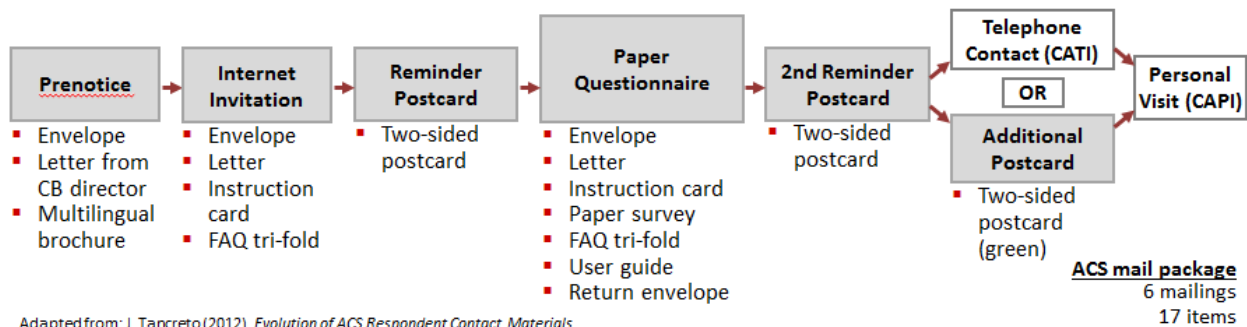 Prenotice
Envelope
Letter from
CB director
Multilingual
brochure
Internet
Invitation
Envelope
Letter
Instruction
card
FAQ tri-fold
Reminder
Postcard
Two-sided
postcard
Paper
Questionnaire
Envelope
Letter
Instruction card
Paper survey
FAQ tri-fold
User guide
Return envelope
2nd Reminder
Postcard
Two-sided
postcard
Telephone
Contact (CATI)
OR
Additional
Postcard
Two-sided
postcard
(green)
Personal
Visit (CAPI)
ACS mail package
6 mailings
17 items
Adapted from: J. Tancreto (2012). Evolution of ACS Respondent Contact Materials